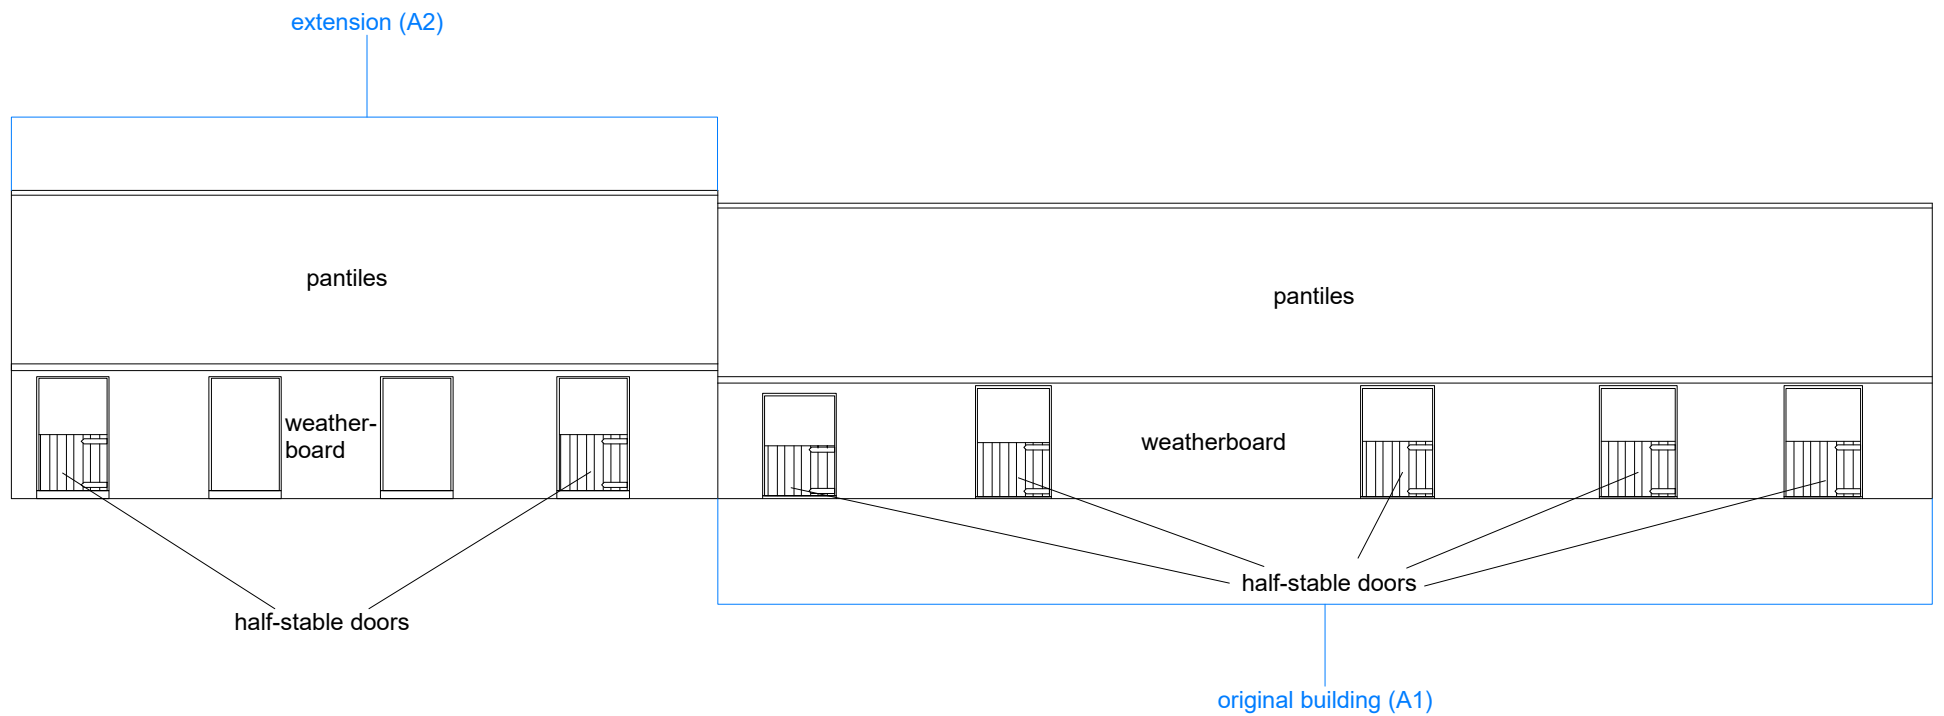 extension (A2)
pantiles
pantiles
weather-
board
weatherboard
half-stable doors
half-stable doors
original building (A1)